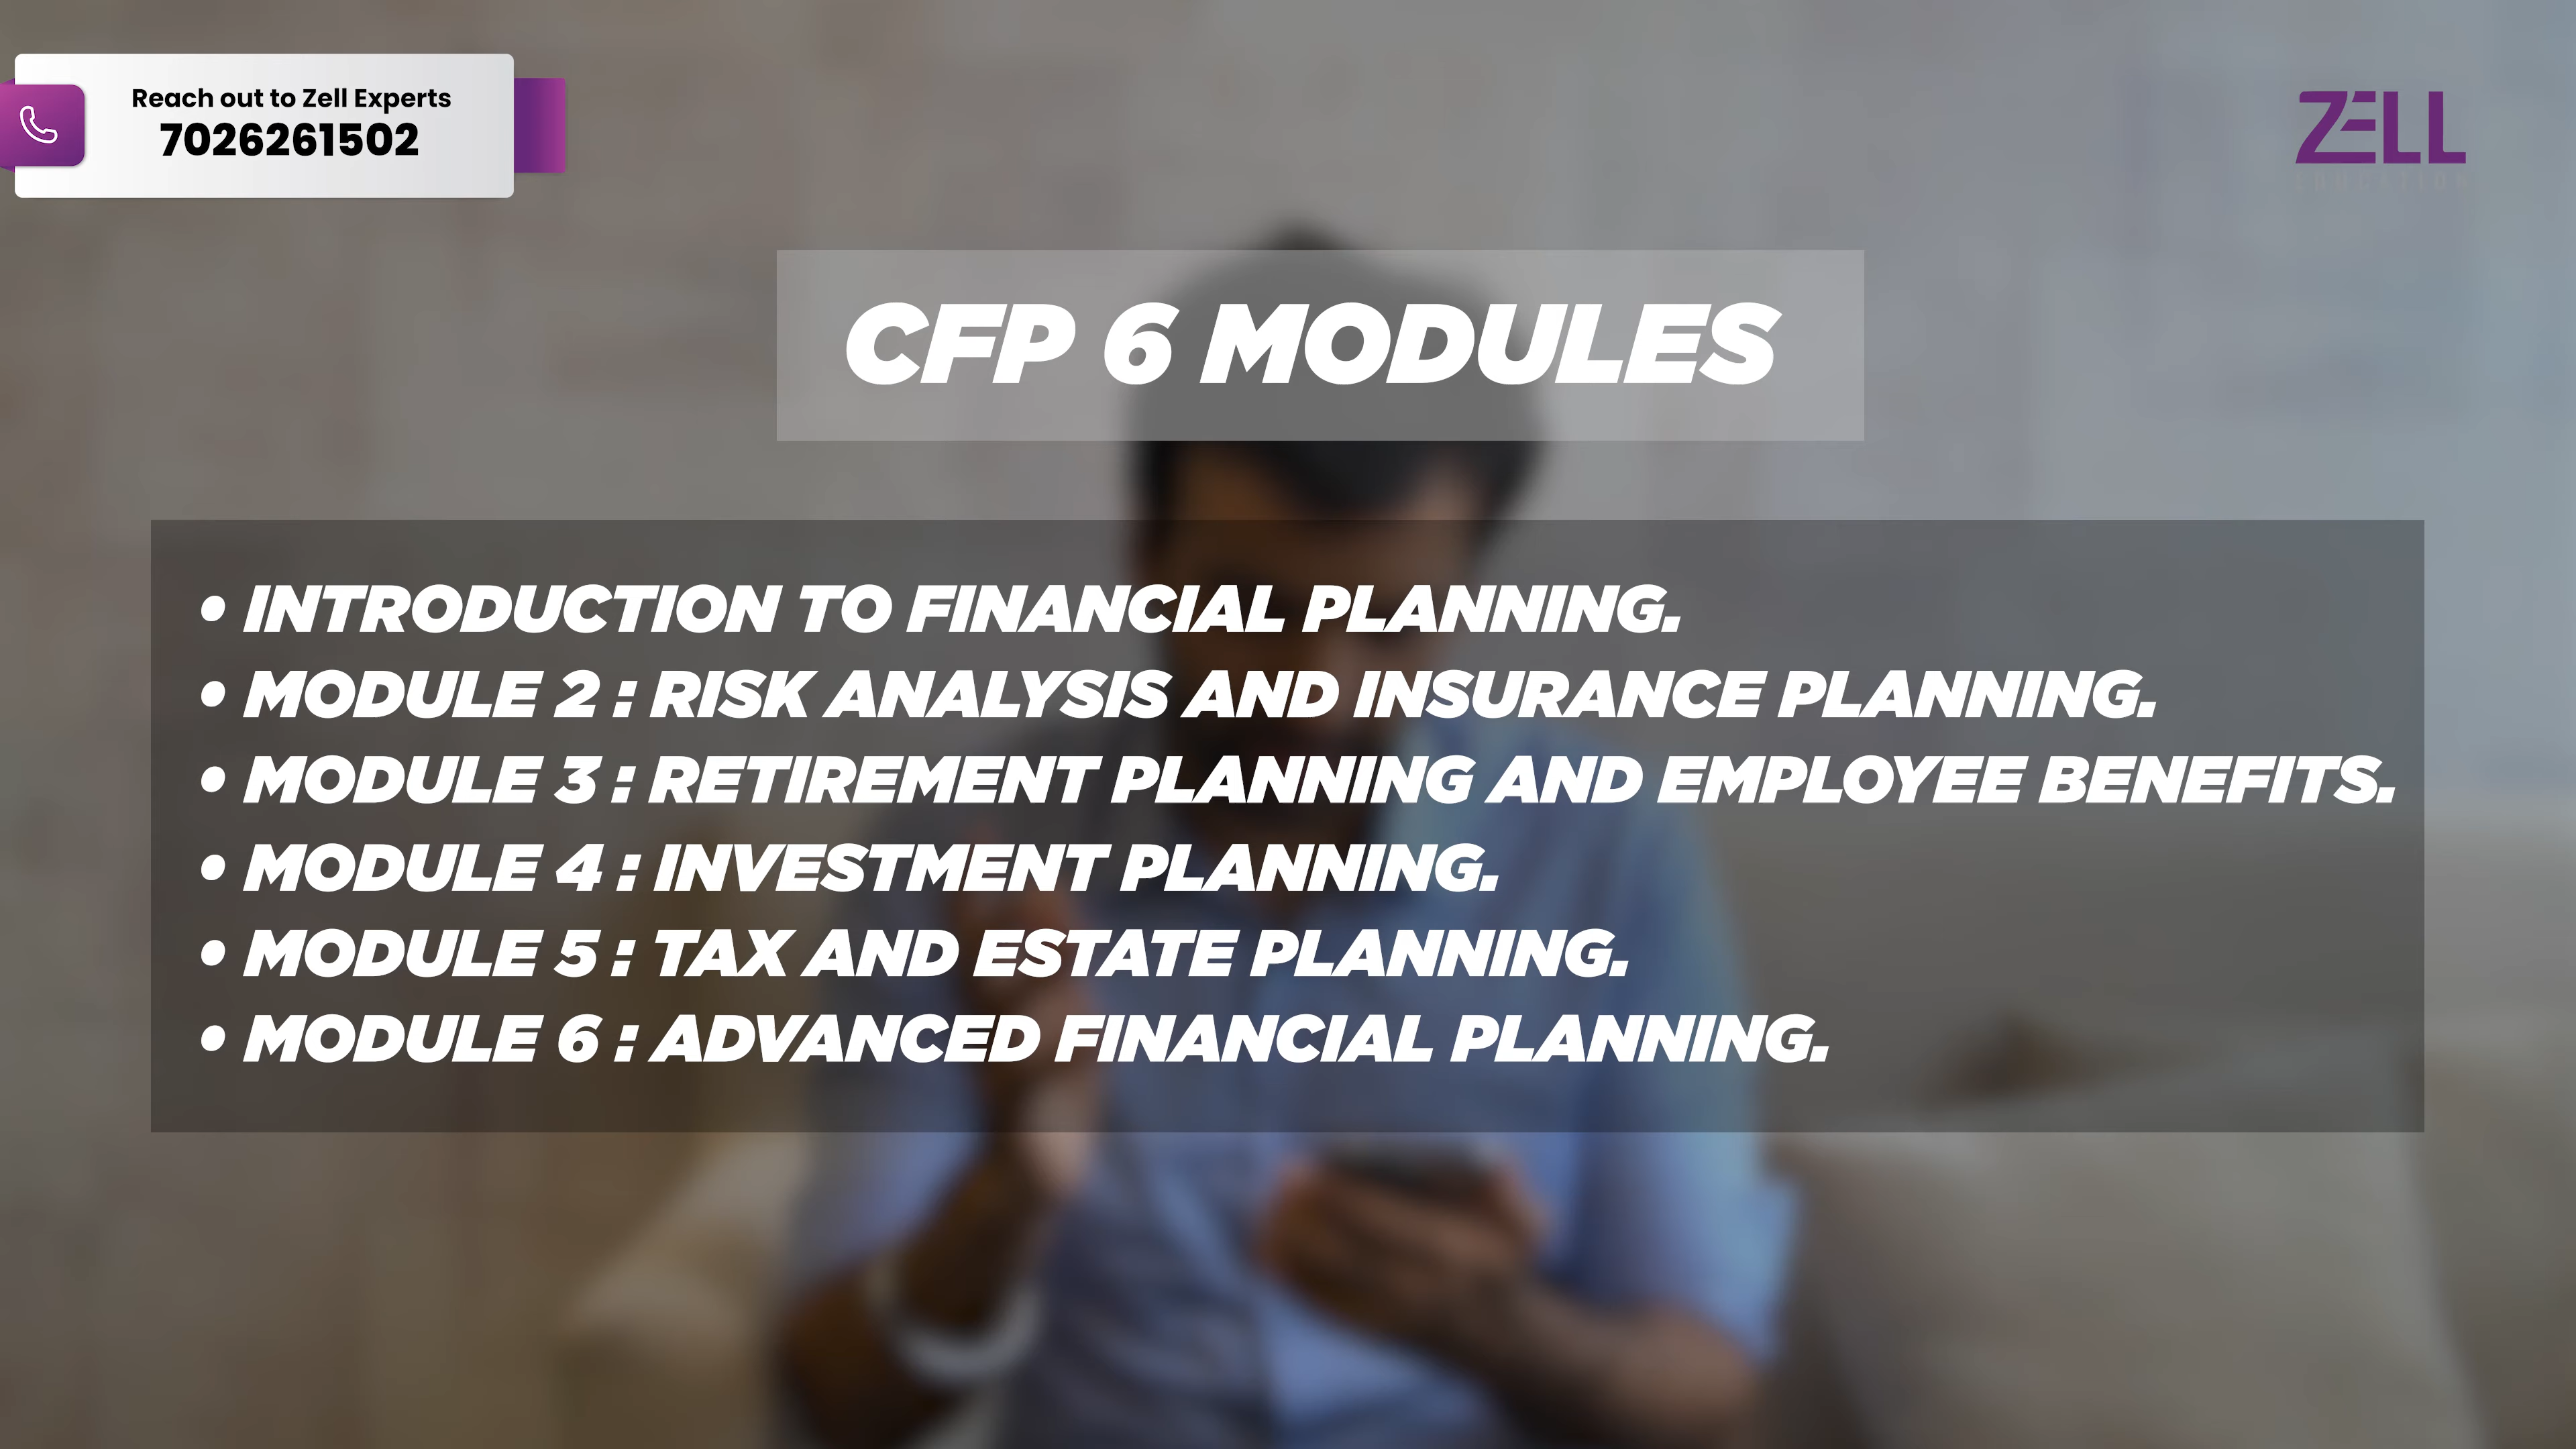 Reach out to Zell Experts
7026261502
ZELL
CFP 6 MODULES
• INTRODUCTION TO FINANCIAL PLANNING.
• MODULE 2 : RISK ANALYSIS AND INSURANCE PLANNING.
• MODULE 3 : RETIREMENT PLANNING AND EMPLOYEE BENEFITS.
• MODULE 4 : INVESTMENT PLANNING.
• MODULE 5 : TAX AND ESTATE PLANNING.
• MODULE 6 : ADVANCED FINANCIAL PLANNING.